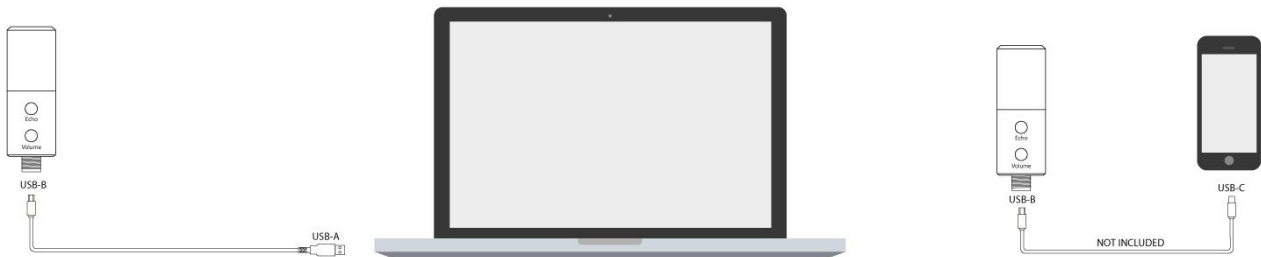 Echo
Volume
USB-B
USB-A
Echo
Volume
USB-B
USB-C
NOT INCLUDED